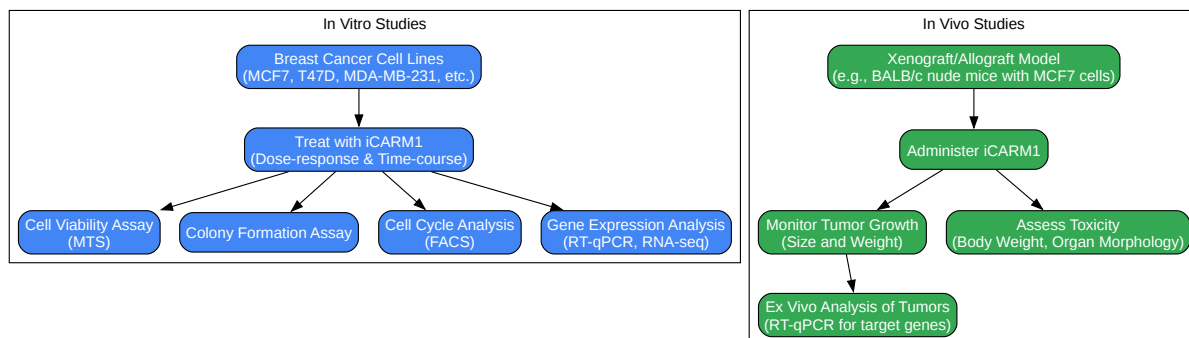 In Vitro Studies
Breast Cancer Cell Lines
(MCF7, T47D, MDA-MB-231, etc.)
Treat with iCARM1
(Dose-response & Time-course)
Cell Viability Assay
(MTS)
Colony Formation Assay
Cell Cycle Analysis
(FACS)
Gene Expression Analysis
(RT-qPCR, RNA-seq)
In Vivo Studies
Xenograft/Allograft Model
(e.g., BALB/c nude mice with MCF7 cells)
Administer iCARM1
Monitor Tumor Growth
(Size and Weight)
Assess Toxicity
(Body Weight, Organ Morphology)
Ex Vivo Analysis of Tumors
(RT-qPCR for target genes)